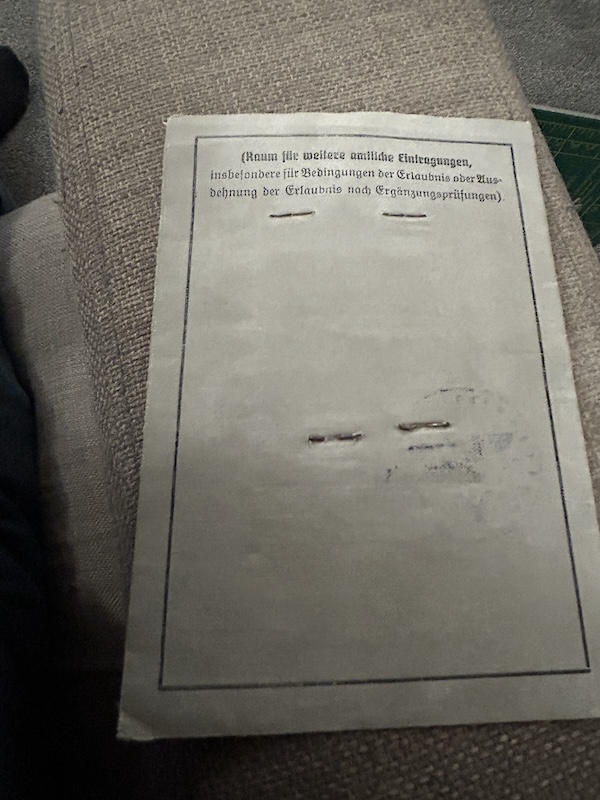 (Raum für weitere amtliche Eintragungen,
insbesondere für Bedingungen der Erlaubnis oder Aus-
dehnung der Erlaubnis nach Ergänzungsprüfungen).